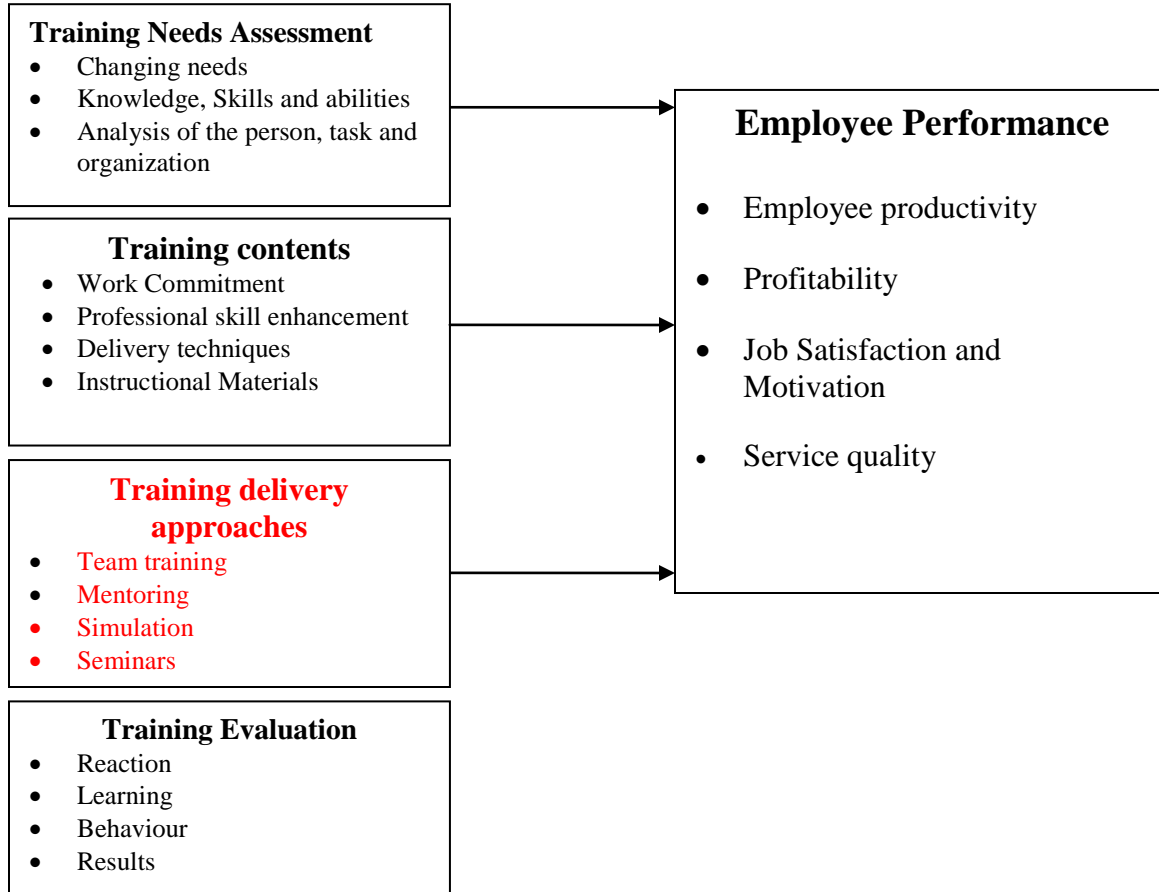 Training Needs Assessment
• Changing needs
• Knowledge, Skills and abilities
• Analysis of the person, task and
organization
Training contents
• Work Commitment
• Professional skill enhancement
• Delivery techniques
• Instructional Materials
Training delivery
approaches
• Team training
• Mentoring
• Simulation
• Seminars
Training Evaluation
• Reaction
• Learning
• Behaviour
• Results
Employee Performance
• Employee productivity
• Profitability
• Job Satisfaction and
Motivation
• Service quality